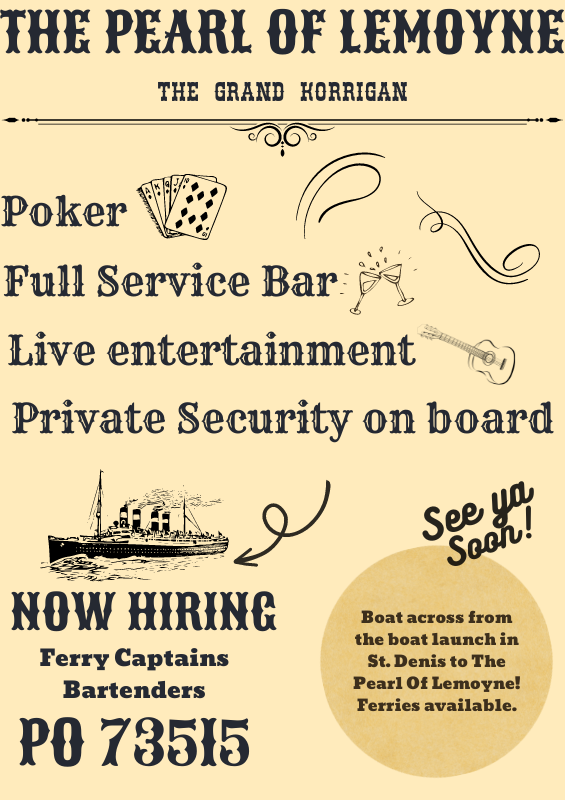 THE PEARL OF LEMOYNE
THE GRAND KORRIGAN
Poker
Full Service Bar
Live entertainment
Private Security on board
See ya
Soon!
NOW HIRING
Ferry Captains
Bartenders
PO 73515
Boat across from
the boat launch in
St. Denis to The
Pearl Of Lemoyne!
Ferries available.